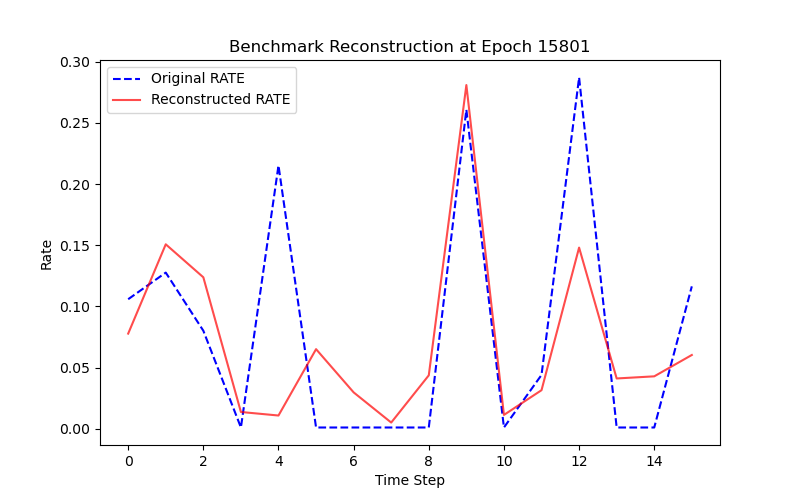 Benchmark Reconstruction at Epoch 15801
Original RATE
Reconstructed RATE
0.30
0.25
0.20
0.15
0.10
0.05
0.00
Rate
0 2 4 6 8 10 12 14
Time Step